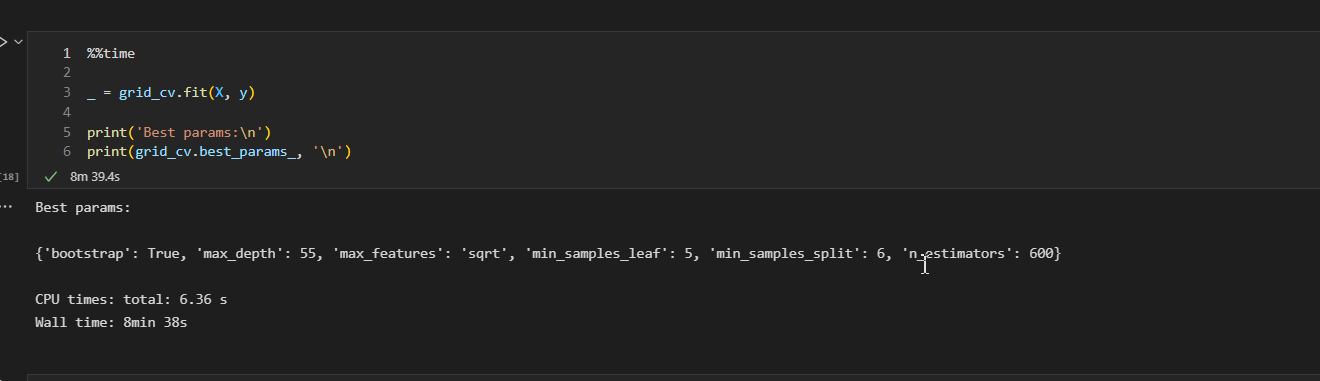 1 %%time
2
3 _ = grid_cv.fit(X, y)
4
5 print('Best params:\n')
6 print(grid_cv.best_params_, '\n')
[18] 8m 39.4s
Best params:
{'bootstrap': True, 'max_depth': 55, 'max_features': 'sqrt', 'min_samples_leaf': 5, 'min_samples_split': 6, 'n_estimators': 600}
CPU times: total: 6.36 s
Wall time: 8min 38s